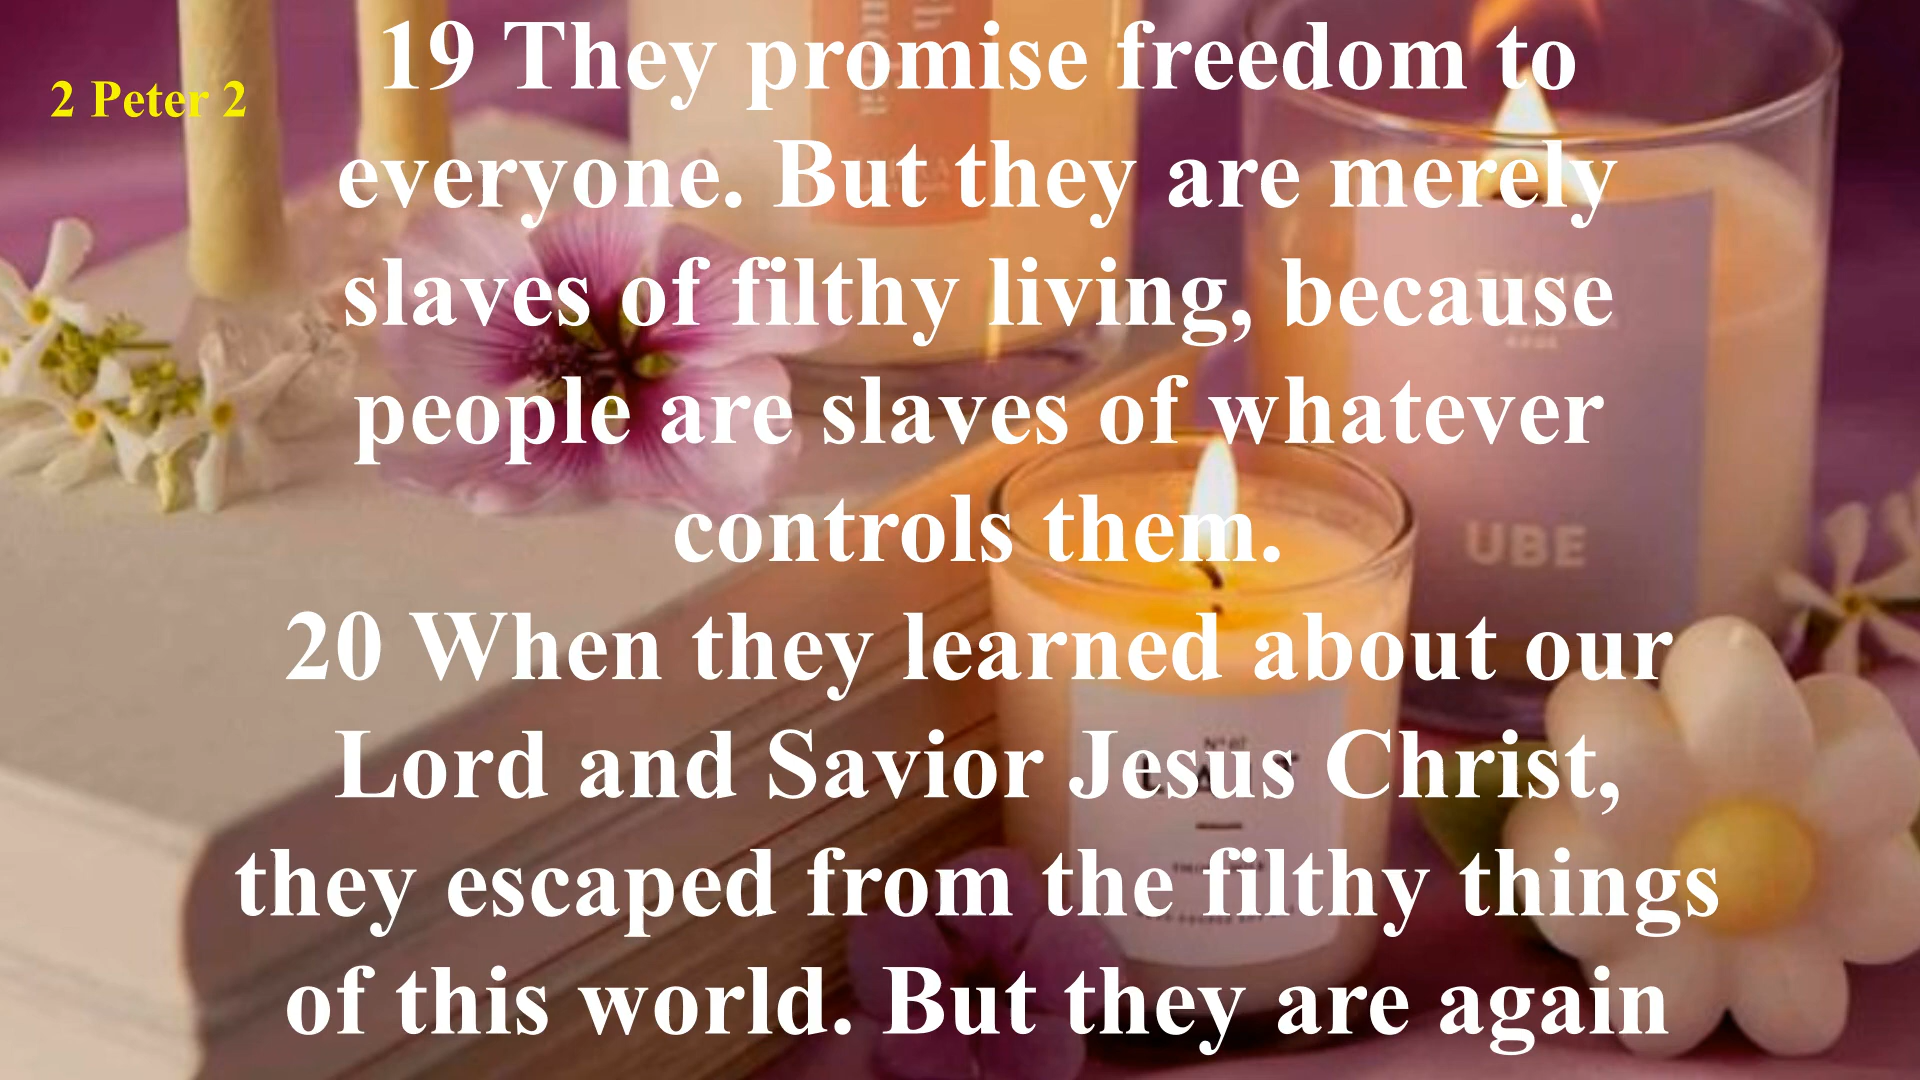 2 Peter 2
19 They promise freedom to
everyone. But they are merely
slaves of filthy living, because
people are slaves of whatever
controls them.
20 When they learned about our
Lord and Savior Jesus Christ,
they escaped from the filthy things
of this world. But they are again
UBE